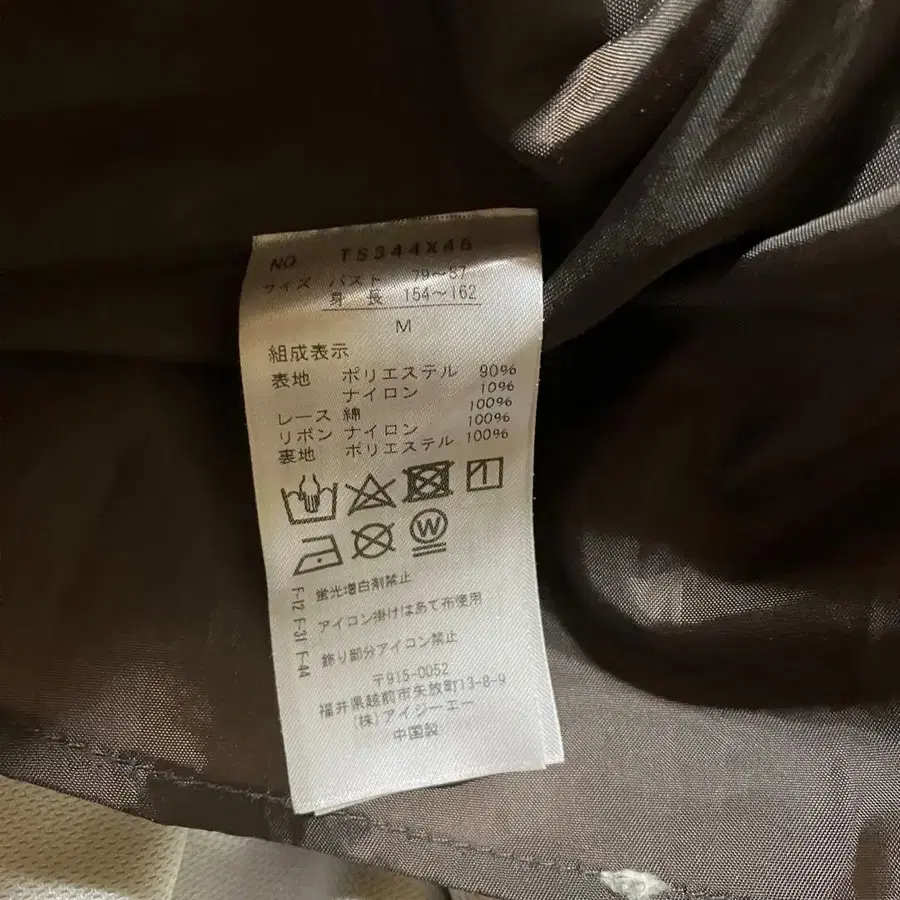 NO TS344X45
サイズ バスト 79～87
身長 154～162
M
組成表示
表地 ポリエステル 90%
ナイロン 10%
レース 綿 100%
リボン ナイロン 100%
裏地 ポリエステル 100%
W
蛍光増白剤禁止
アイロン掛けはあて布使用
飾り部分アイロン禁止
F-12 F-31 F-44
〒915-0052
福井県越前市矢放町13-8-9
(株)アイジーエー
中国製